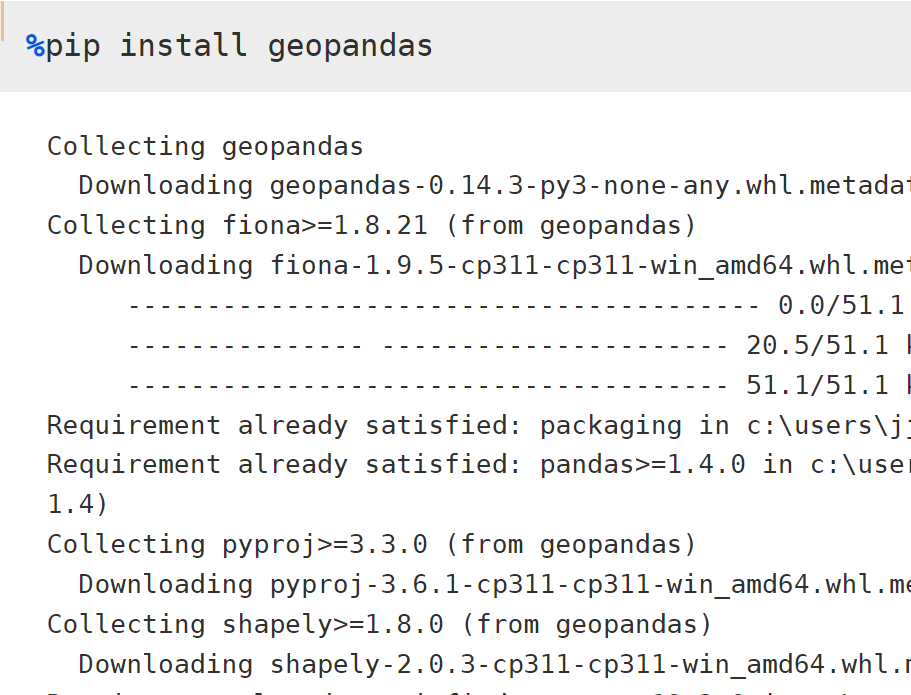 %pip install geopandas
Collecting geopandas
Downloading geopandas-0.14.3-py3-none-any.whl.metadat
Collecting fiona>=1.8.21 (from geopandas)
Downloading fiona-1.9.5-cp311-cp311-win_amd64.whl.met
---------------------------------------- 0.0/51.1
--------------- ---------------------- 20.5/51.1 k
-------------------------------------- 51.1/51.1 k
Requirement already satisfied: packaging in c:\users\jj
Requirement already satisfied: pandas>=1.4.0 in c:\user
1.4)
Collecting pyproj>=3.3.0 (from geopandas)
Downloading pyproj-3.6.1-cp311-cp311-win_amd64.whl.me
Collecting shapely>=1.8.0 (from geopandas)
Downloading shapely-2.0.3-cp311-cp311-win_amd64.whl.m